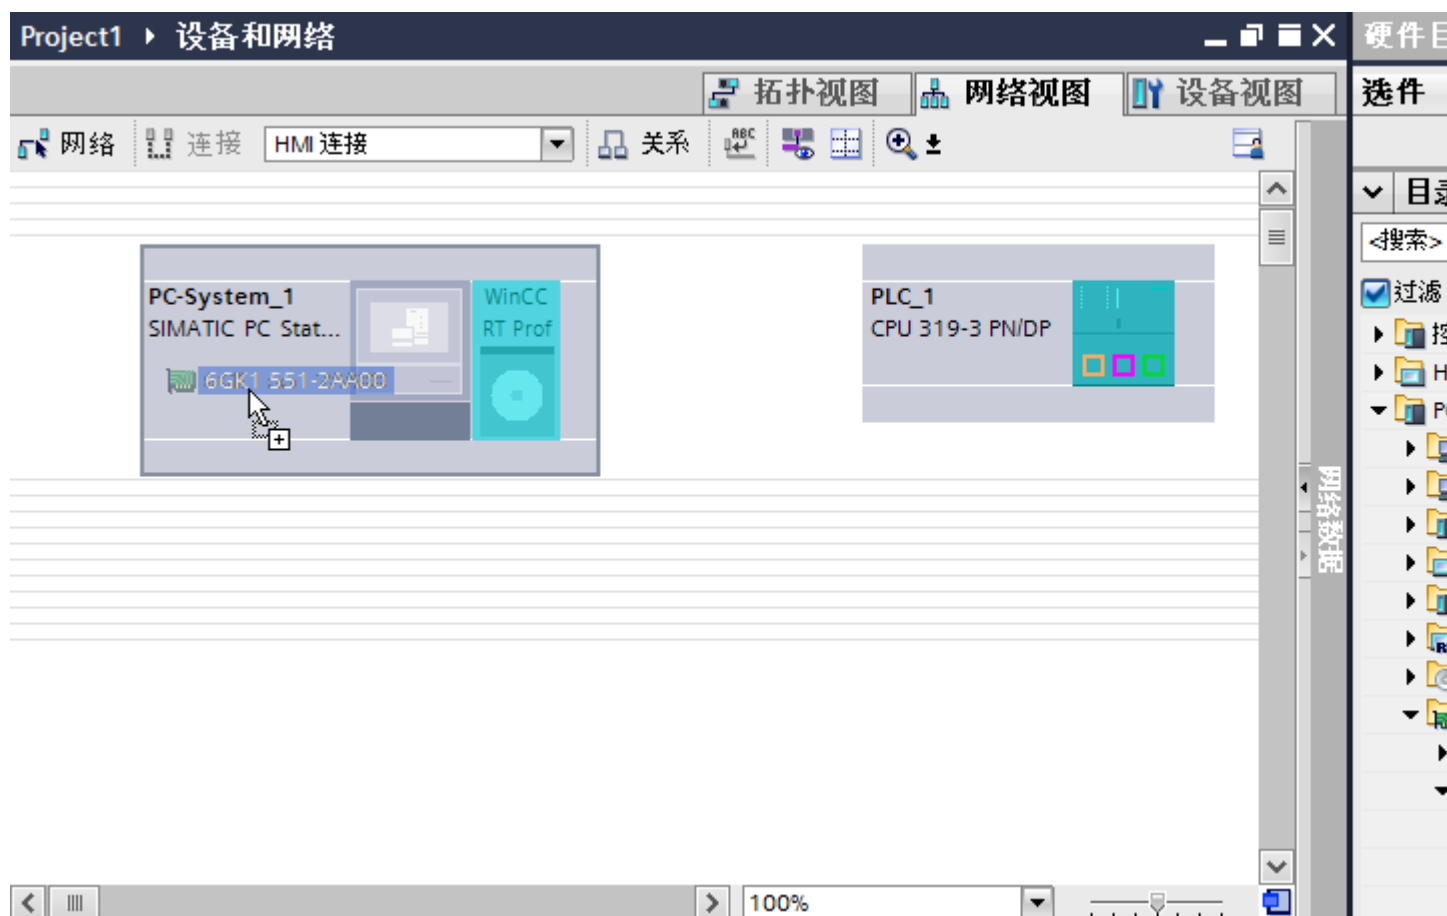 Project1 ▸ 设备和网络
硬件目
拓扑视图 网络视图 设备视图
选件
网络 连接 HMI 连接 关系 ABC
目录
<搜索>
过滤
PC-System_1
SIMATIC PC Stat...
WinCC
RT Prof
6GK1 551-2AA00
PLC_1
CPU 319-3 PN/DP
网络数据
100%